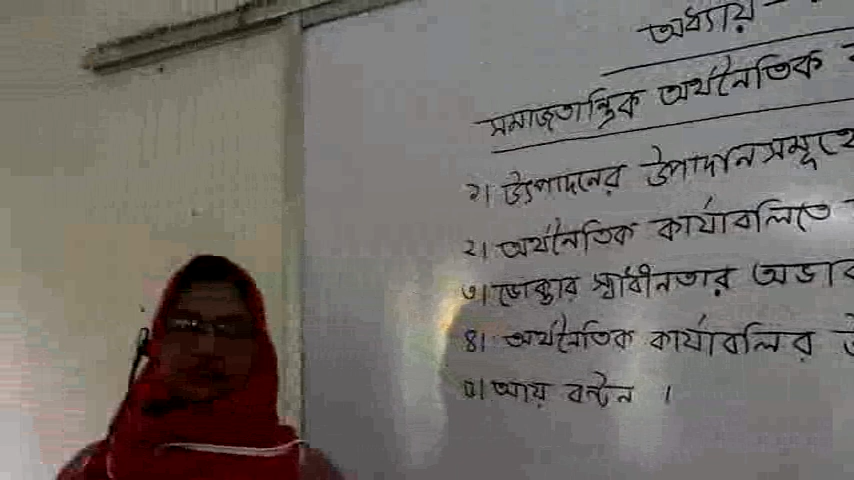 অধ্যায় -
সমাজতান্ত্রিক অর্থনৈতিক
১। উৎপাদনের উপাদানসমূহে
২। অর্থনৈতিক কার্যাবলিতে
৩। ভোক্তার স্বাধীনতার অভাব
৪। অর্থনৈতিক কার্যাবলির
৫। আয় বন্টন ।